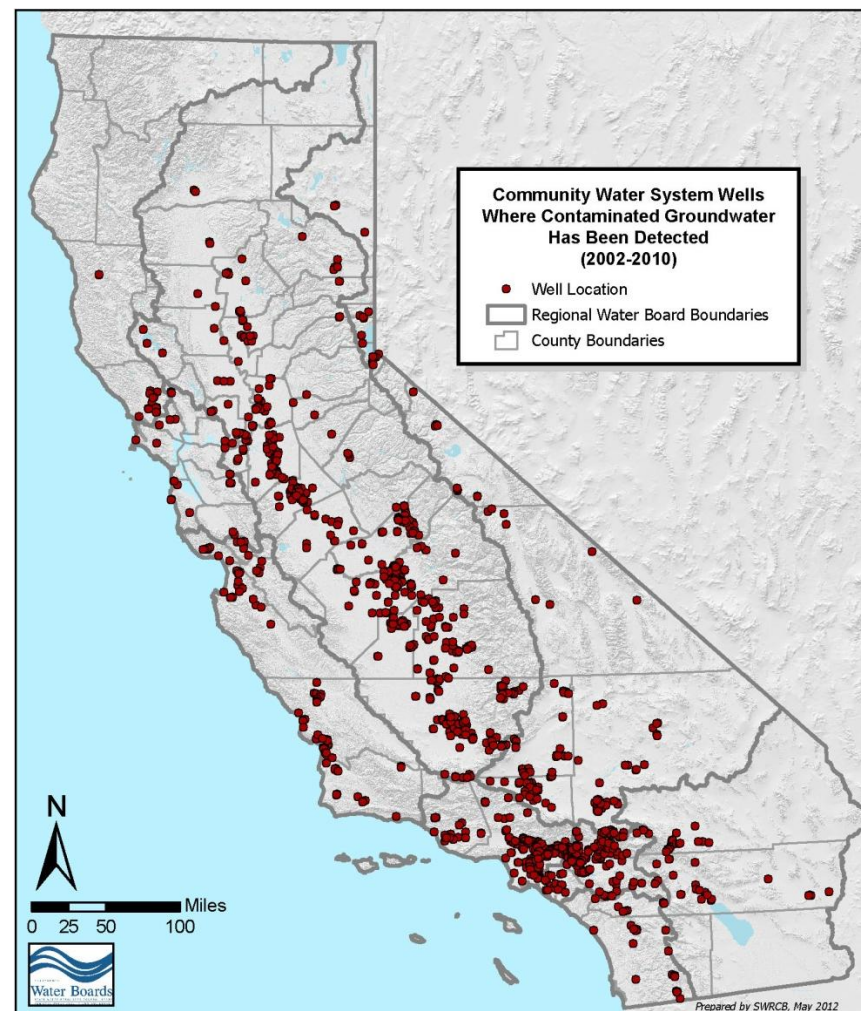 Community Water System Wells
Where Contaminated Groundwater
Has Been Detected
(2002-2010)
Well Location
Regional Water Board Boundaries
County Boundaries
N
Miles
0 25 50 100
Water Boards
Prepared by SWRCB, May 2012